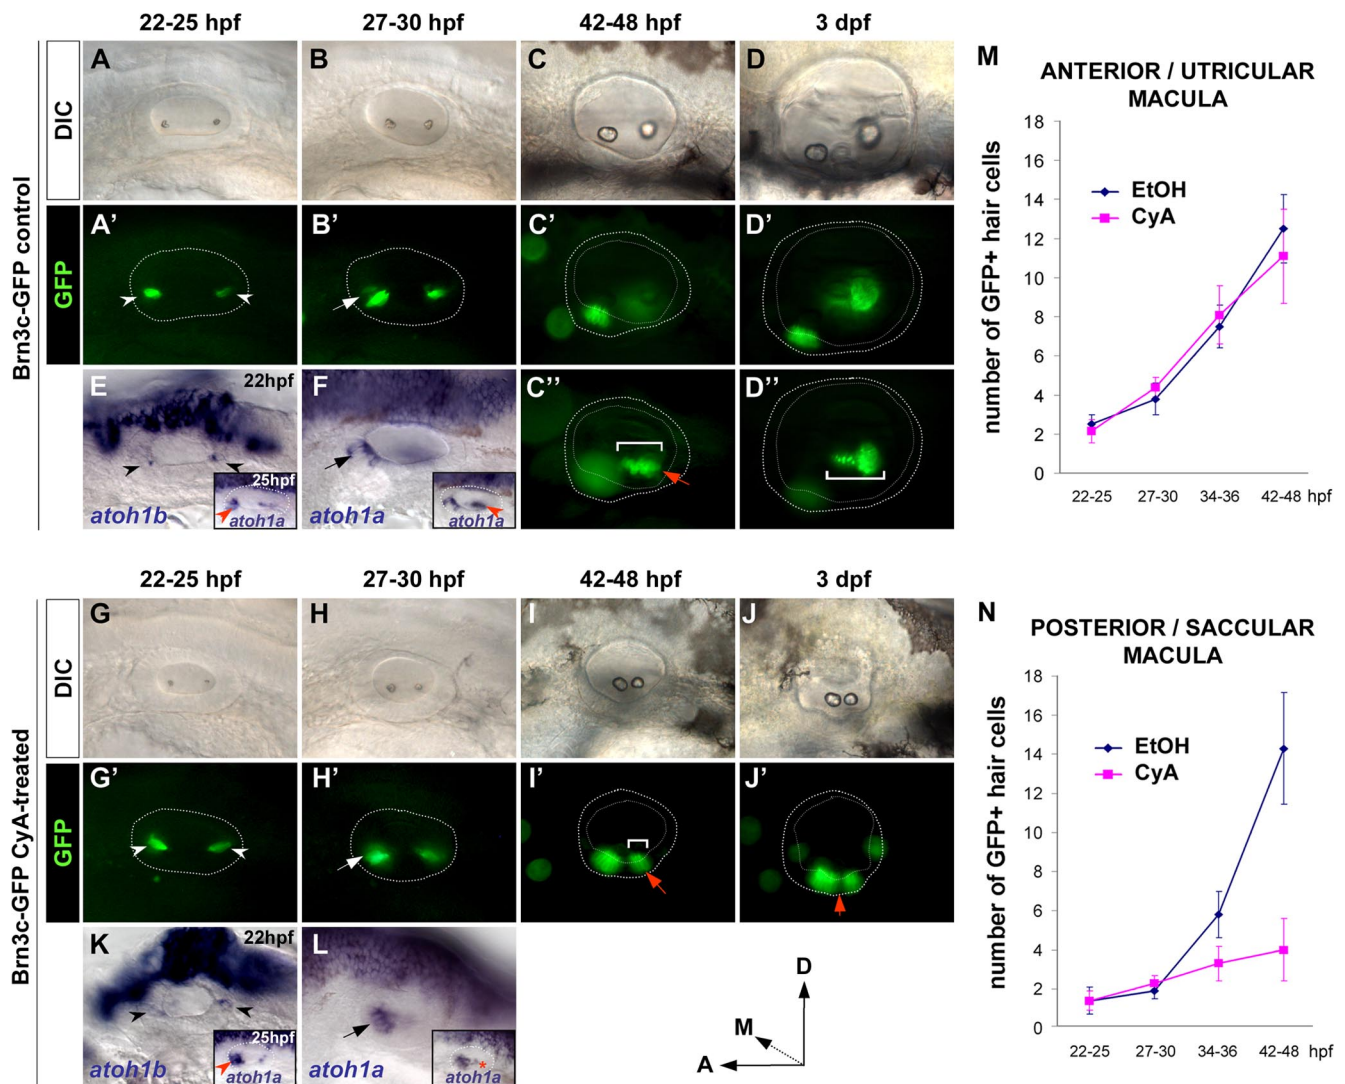 22-25 hpf 27-30 hpf 42-48 hpf 3 dpf
Brn3c-GFP control
DIC
A B C D
GFP
A' B' C' D'
E 22hpf F C'' D''
atoh1b 25hpf atoh1a atoh1a atoh1a
M
ANTERIOR / UTRICULAR
MACULA
number of GFP+ hair cells
18
16
14
12
10
8
6
4
2
0
EtOH
CyA
22-25 27-30 34-36 42-48 hpf
22-25 hpf 27-30 hpf 42-48 hpf 3 dpf
Brn3c-GFP CyA-treated
DIC
G H I J
GFP
G' H' I' J'
K 22hpf L
atoh1b 25hpf atoh1a atoh1a atoh1a *
D
M
A
N
POSTERIOR / SACCULAR
MACULA
number of GFP+ hair cells
18
16
14
12
10
8
6
4
2
0
EtOH
CyA
22-25 27-30 34-36 42-48 hpf